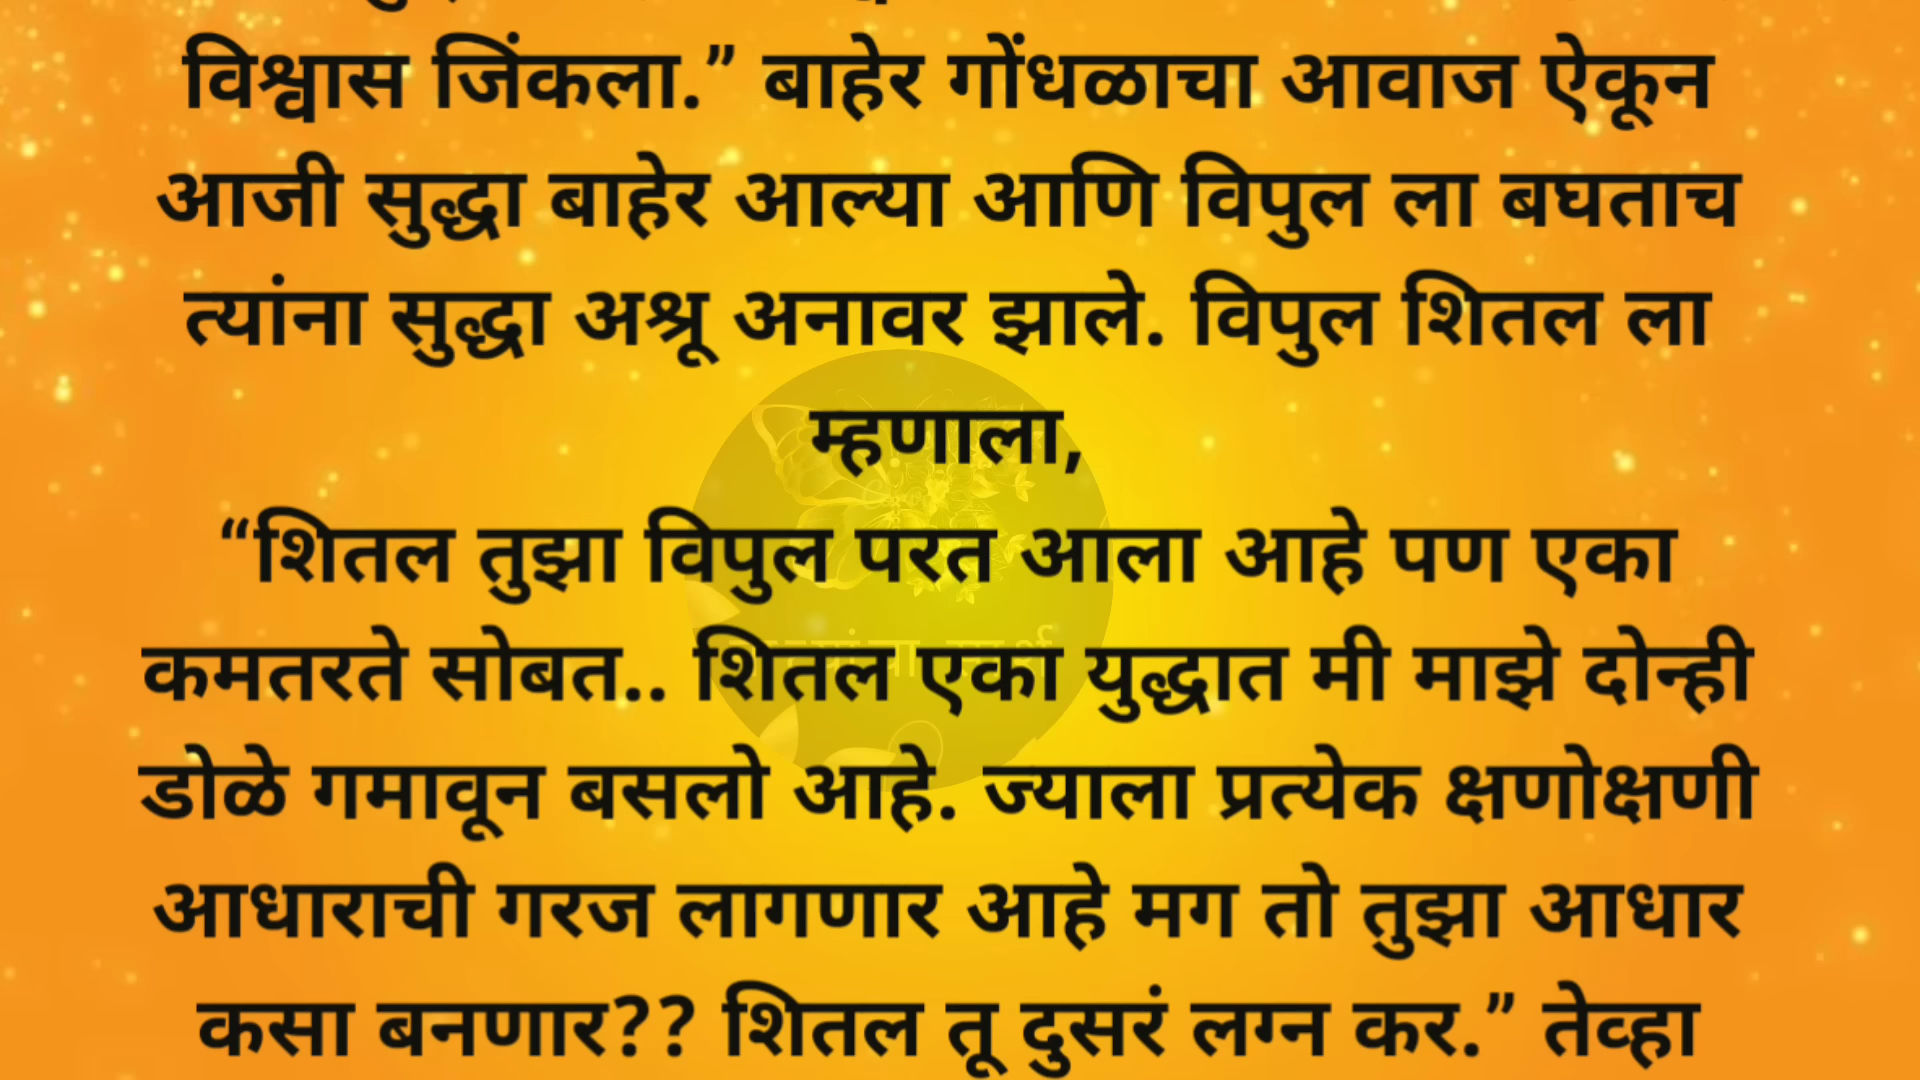 विश्वास जिंकला.” बाहेर गोंधळाचा आवाज ऐकून
आजी सुद्धा बाहेर आल्या आणि विपुल ला बघताच
त्यांना सुद्धा अश्रू अनावर झाले. विपुल शितल ला
म्हणाला,
“शितल तुझा विपुल परत आला आहे पण एका
कमतरते सोबत.. शितल एका युद्धात मी माझे दोन्ही
डोळे गमावून बसलो आहे. ज्याला प्रत्येक क्षणोक्षणी
आधाराची गरज लागणार आहे मग तो तुझा आधार
कसा बनणार?? शितल तू दुसरं लग्न कर.” तेव्हा